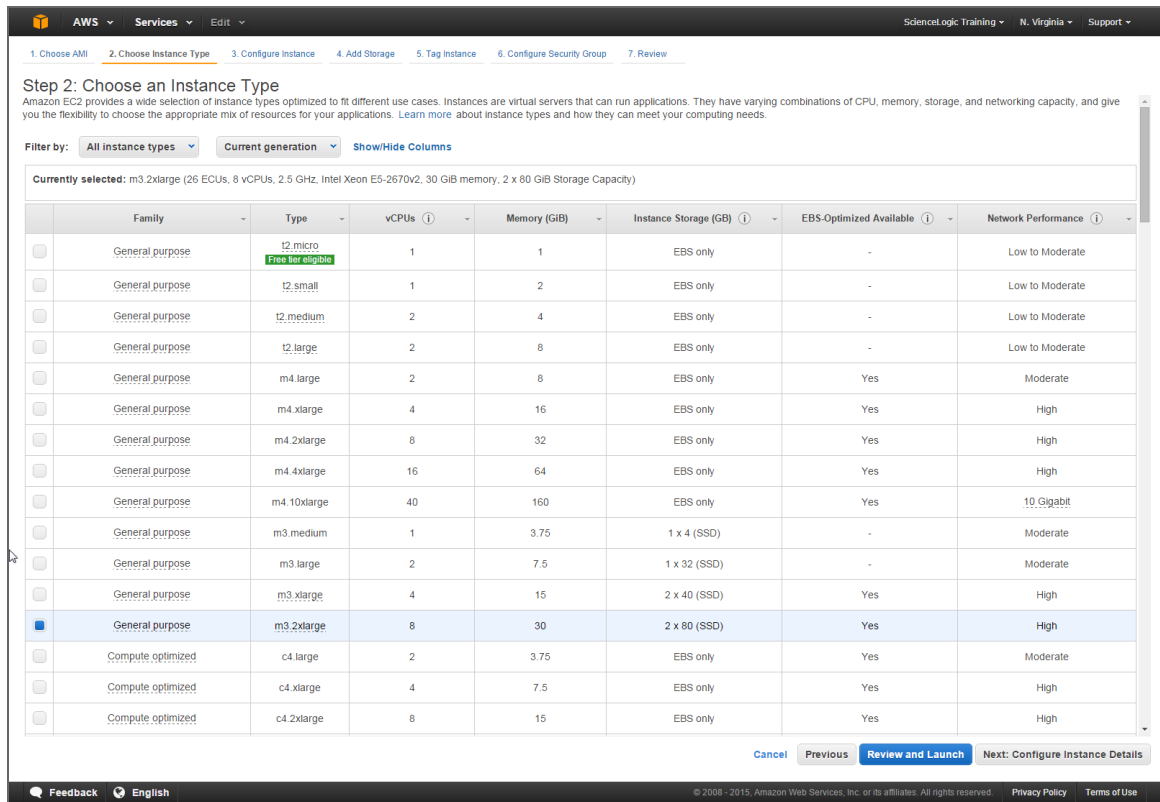 AWS Services Edit ScienceLogic Training N. Virginia Support
1. Choose AMI 2. Choose Instance Type 3. Configure Instance 4. Add Storage 5. Tag Instance 6. Configure Security Group 7. Review
Step 2: Choose an Instance Type
Amazon EC2 provides a wide selection of instance types optimized to fit different use cases. Instances are virtual servers that can run applications. They have varying combinations of CPU, memory, storage, and networking capacity, and give
you the flexibility to choose the appropriate mix of resources for your applications. Learn more about instance types and how they can meet your computing needs.
Filter by: All instance types Current generation Show/Hide Columns
Currently selected: m3.2xlarge (26 ECUs, 8 vCPUs, 2.5 GHz, Intel Xeon E5-2670v2, 30 GiB memory, 2 x 80 GiB Storage Capacity)
Family Type vCPUs i Memory (GiB) Instance Storage (GB) i EBS-Optimized Available i Network Performance i
General purpose t2.micro 1 1 EBS only - Low to Moderate
Free tier eligible
General purpose t2.small 1 2 EBS only - Low to Moderate
General purpose t2.medium 2 4 EBS only - Low to Moderate
General purpose t2.large 2 8 EBS only - Low to Moderate
General purpose m4.large 2 8 EBS only Yes Moderate
General purpose m4.xlarge 4 16 EBS only Yes High
General purpose m4.2xlarge 8 32 EBS only Yes High
General purpose m4.4xlarge 16 64 EBS only Yes High
General purpose m4.10xlarge 40 160 EBS only Yes 10 Gigabit
General purpose m3.medium 1 3.75 1 x 4 (SSD) - Moderate
General purpose m3.large 2 7.5 1 x 32 (SSD) - Moderate
General purpose m3.xlarge 4 15 2 x 40 (SSD) Yes High
General purpose m3.2xlarge 8 30 2 x 80 (SSD) Yes High
Compute optimized c4.large 2 3.75 EBS only Yes Moderate
Compute optimized c4.xlarge 4 7.5 EBS only Yes High
Compute optimized c4.2xlarge 8 15 EBS only Yes High
Cancel Previous Review and Launch Next: Configure Instance Details
Feedback English © 2008 - 2015, Amazon Web Services, Inc. or its affiliates. All rights reserved. Privacy Policy Terms of Use